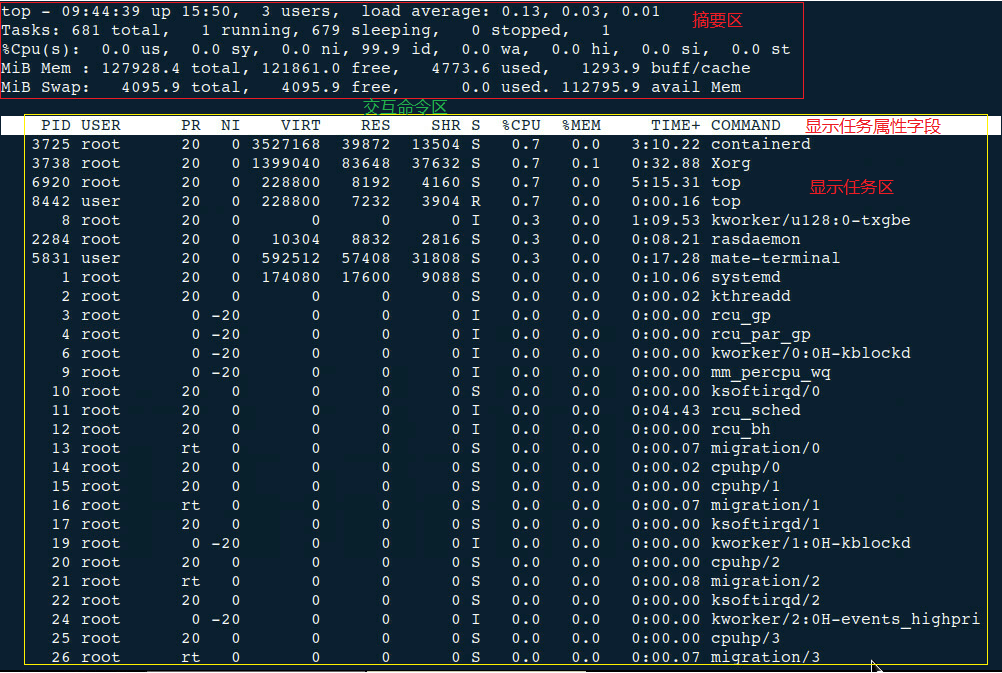 top - 09:44:39 up 15:50,  3 users,  load average: 0.13, 0.03, 0.01
摘要区
Tasks: 681 total,   1 running, 679 sleeping,   0 stopped,   1
%Cpu(s):  0.0 us,  0.0 sy,  0.0 ni, 99.9 id,  0.0 wa,  0.0 hi,  0.0 si,  0.0 st
MiB Mem : 127928.4 total, 121861.0 free,   4773.6 used,   1293.9 buff/cache
MiB Swap:   4095.9 total,   4095.9 free,      0.0 used. 112795.9 avail Mem
交互命令区
PID USER      PR  NI    VIRT    RES    SHR S  %CPU  %MEM     TIME+ COMMAND 显示任务属性字段
3725 root      20   0 3527168  39872  13504 S   0.7   0.0   3:10.22 containerd
3738 root      20   0 1399040  83648  37632 S   0.7   0.1   0:32.88 Xorg
6920 root      20   0  228800   8192   4160 S   0.7   0.0   5:15.31 top
显示任务区
8442 user      20   0  228800   7232   3904 R   0.7   0.0   0:00.16 top
8 root      20   0       0      0      0 I   0.3   0.0   1:09.53 kworker/u128:0-txgbe
2284 root      20   0   10304   8832   2816 S   0.3   0.0   0:08.21 rasdaemon
5831 user      20   0  592512  57408  31808 S   0.3   0.0   0:17.28 mate-terminal
1 root      20   0  174080  17600   9088 S   0.0   0.0   0:10.06 systemd
2 root      20   0       0      0      0 S   0.0   0.0   0:00.02 kthreadd
3 root       0 -20       0      0      0 I   0.0   0.0   0:00.00 rcu_gp
4 root       0 -20       0      0      0 I   0.0   0.0   0:00.00 rcu_par_gp
6 root       0 -20       0      0      0 I   0.0   0.0   0:00.00 kworker/0:0H-kblockd
9 root       0 -20       0      0      0 I   0.0   0.0   0:00.00 mm_percpu_wq
10 root      20   0       0      0      0 S   0.0   0.0   0:00.00 ksoftirqd/0
11 root      20   0       0      0      0 I   0.0   0.0   0:04.43 rcu_sched
12 root      20   0       0      0      0 I   0.0   0.0   0:00.00 rcu_bh
13 root      rt   0       0      0      0 S   0.0   0.0   0:00.07 migration/0
14 root      20   0       0      0      0 S   0.0   0.0   0:00.02 cpuhp/0
15 root      20   0       0      0      0 S   0.0   0.0   0:00.00 cpuhp/1
16 root      rt   0       0      0      0 S   0.0   0.0   0:00.07 migration/1
17 root      20   0       0      0      0 S   0.0   0.0   0:00.00 ksoftirqd/1
19 root       0 -20       0      0      0 I   0.0   0.0   0:00.00 kworker/1:0H-kblockd
20 root      20   0       0      0      0 S   0.0   0.0   0:00.00 cpuhp/2
21 root      rt   0       0      0      0 S   0.0   0.0   0:00.08 migration/2
22 root      20   0       0      0      0 S   0.0   0.0   0:00.00 ksoftirqd/2
24 root       0 -20       0      0      0 I   0.0   0.0   0:00.00 kworker/2:0H-events_highpri
25 root      20   0       0      0      0 S   0.0   0.0   0:00.00 cpuhp/3
26 root      rt   0       0      0      0 S   0.0   0.0   0:00.07 migration/3